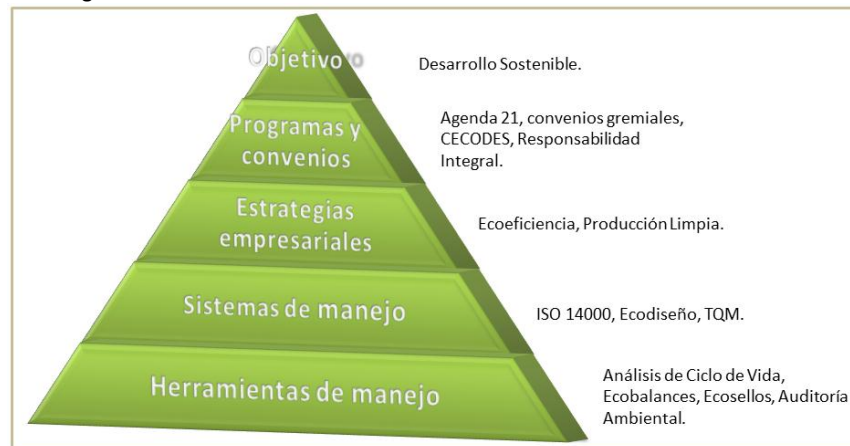 Objetivo
Desarrollo Sostenible.
Programas y
convenios
Agenda 21, convenios gremiales,
CECODES, Responsabilidad
Integral.
Estrategias
empresariales
Ecoeficiencia, Producción Limpia.
Sistemas de manejo
ISO 14000, Ecodiseño, TQM.
Herramientas de manejo
Análisis de Ciclo de Vida,
Ecobalances, Ecosellos, Auditoría
Ambiental.